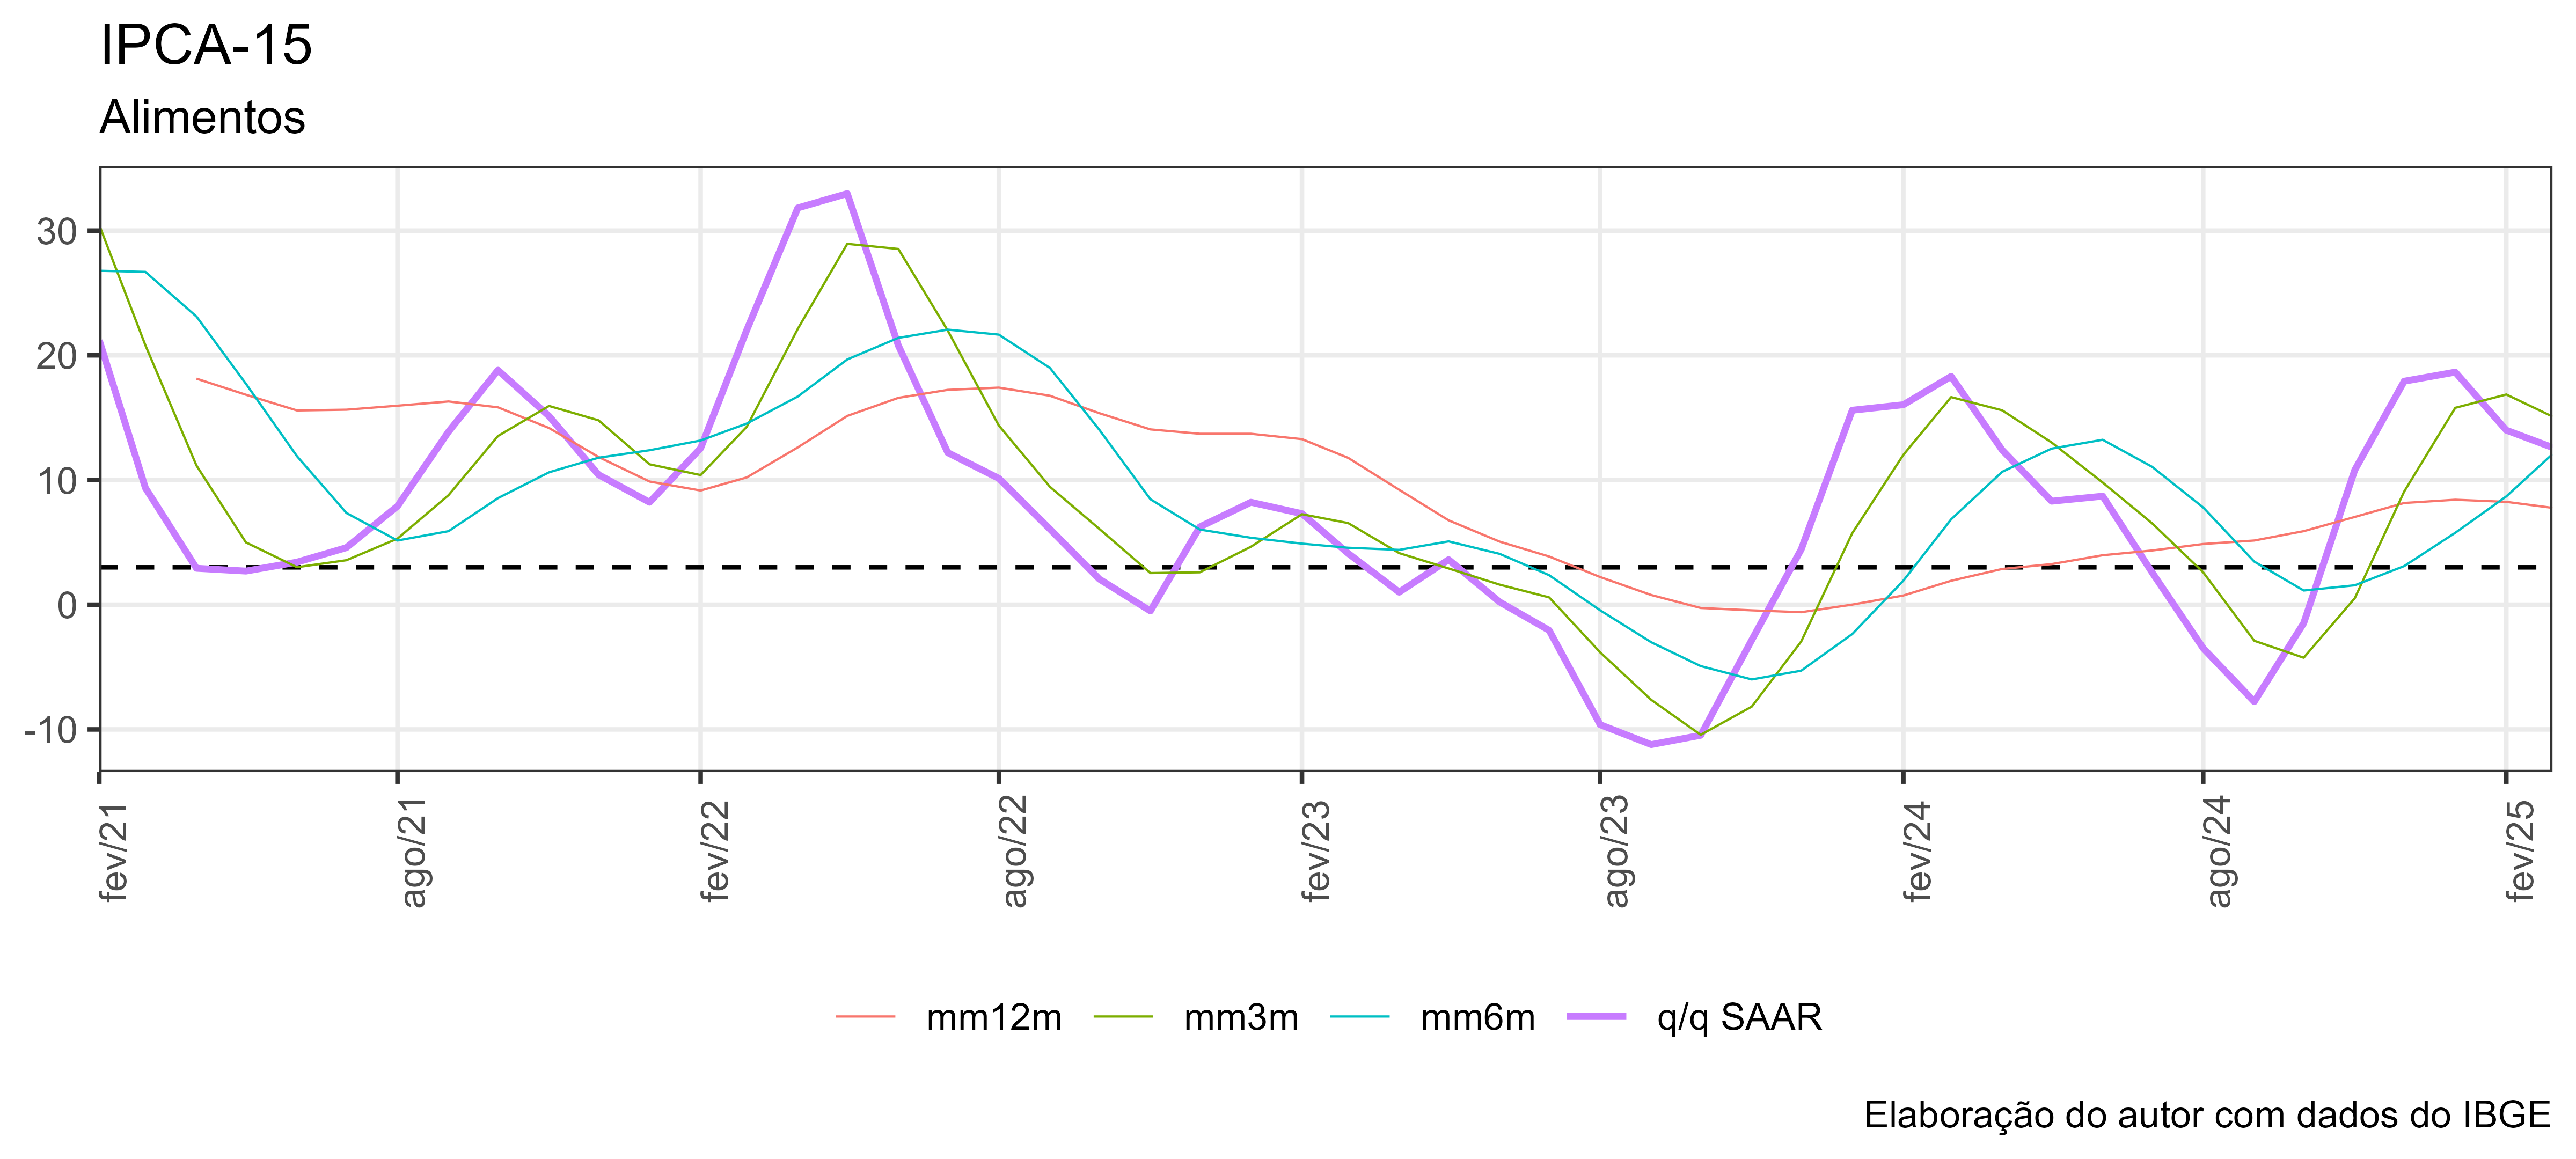 IPCA-15
Alimentos
30
20
10
0
-10
fev/21
ago/21
fev/22
ago/22
fev/23
ago/23
fev/24
ago/24
fev/25
mm12m mm3m mm6m q/q SAAR
Elaboração do autor com dados do IBGE